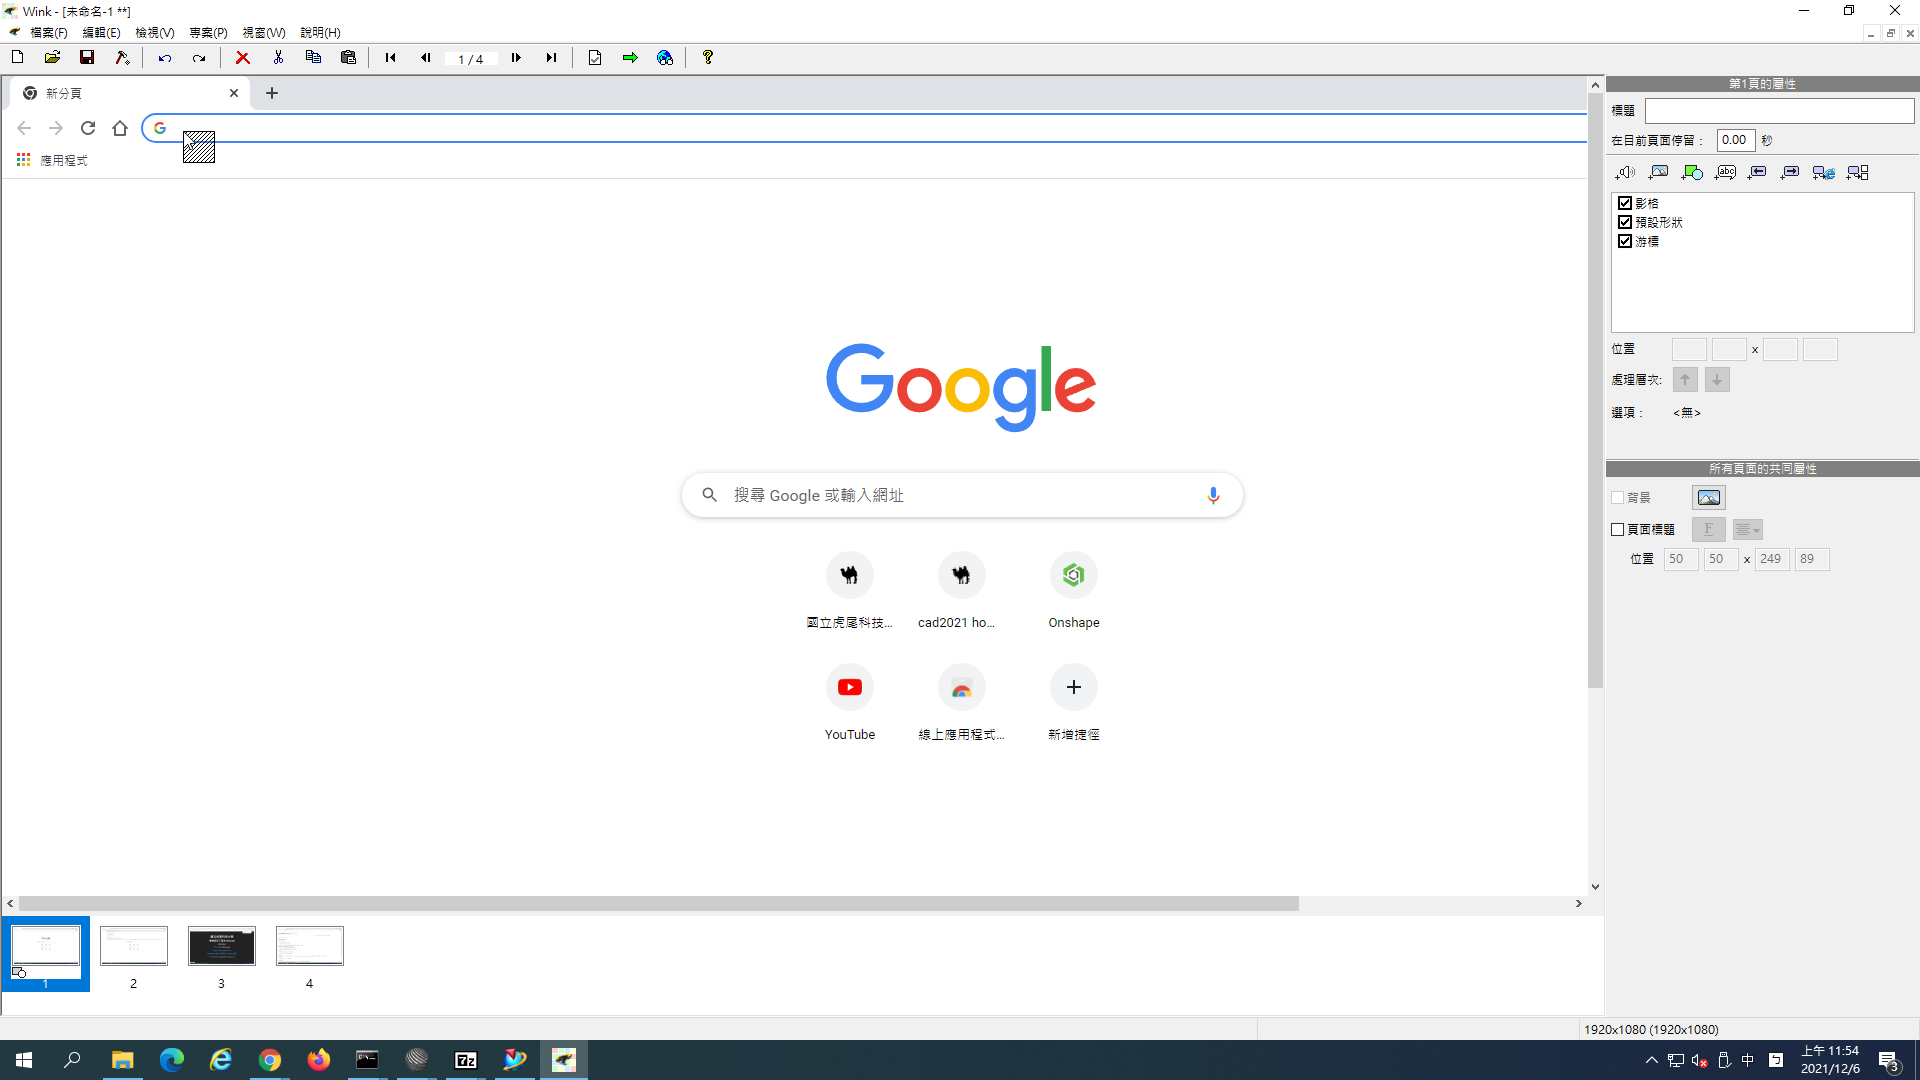 Wink - [未命名-1 **]
檔案(F) 編輯(E) 檢視(V) 專案(P) 視窗(W) 說明(H)
1 / 4
新分頁
應用程式
Google
搜尋 Google 或輸入網址
國立虎尾科技... cad2021 ho... Onshape
YouTube 線上應用程式... 新增捷徑
1 2 3 4
第1頁的屬性
標題
在目前頁面停留： 0.00 秒
abc
影格
預設形狀
游標
位置 x
處理層次:
選項： <無>
所有頁面的共同屬性
背景
頁面標題 F
位置 50 50 x 249 89
1920x1080 (1920x1080)
7z
中
上午 11:54
2021/12/6
3